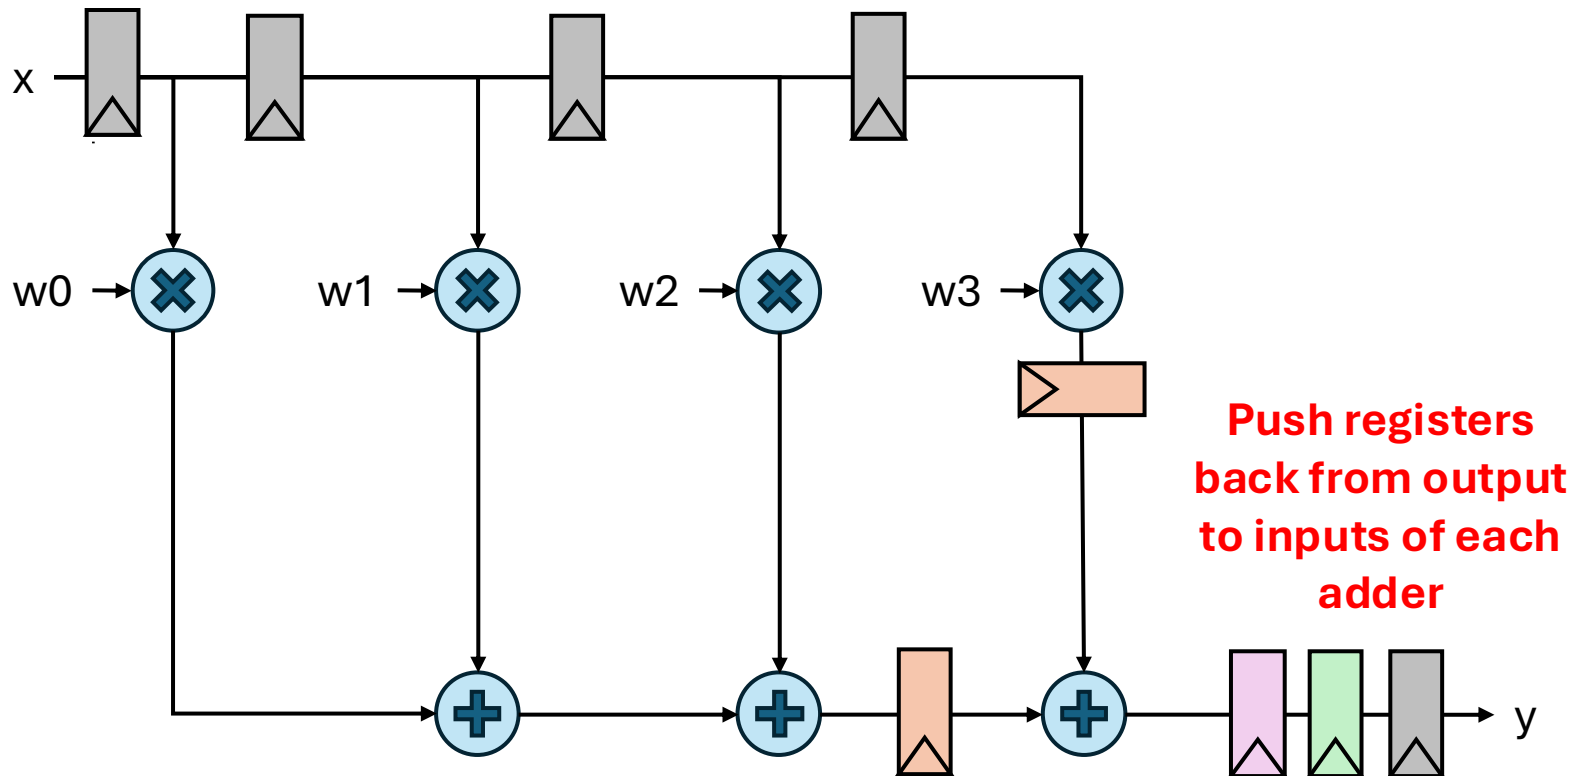 x
w0
w1
w2
w3
Push registers
back from output
to inputs of each
adder
y